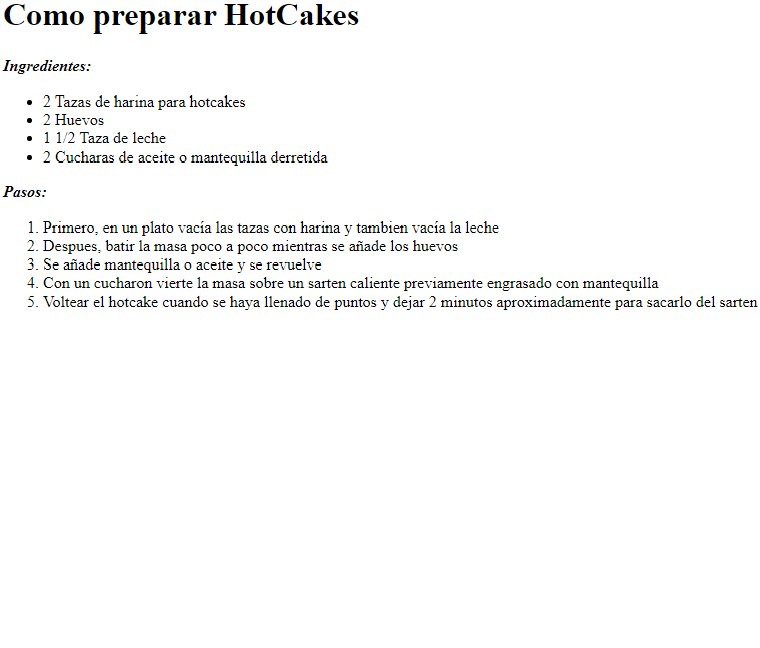 Como preparar HotCakes
Ingredientes:
• 2 Tazas de harina para hotcakes
• 2 Huevos
• 1 1/2 Taza de leche
• 2 Cucharas de aceite o mantequilla derretida
Pasos:
1. Primero, en un plato vacía las tazas con harina y tambien vacía la leche
2. Despues, batir la masa poco a poco mientras se añade los huevos
3. Se añade mantequilla o aceite y se revuelve
4. Con un cucharon vierte la masa sobre un sarten caliente previamente engrasado con mantequilla
5. Voltear el hotcake cuando se haya llenado de puntos y dejar 2 minutos aproximadamente para sacarlo del sarten